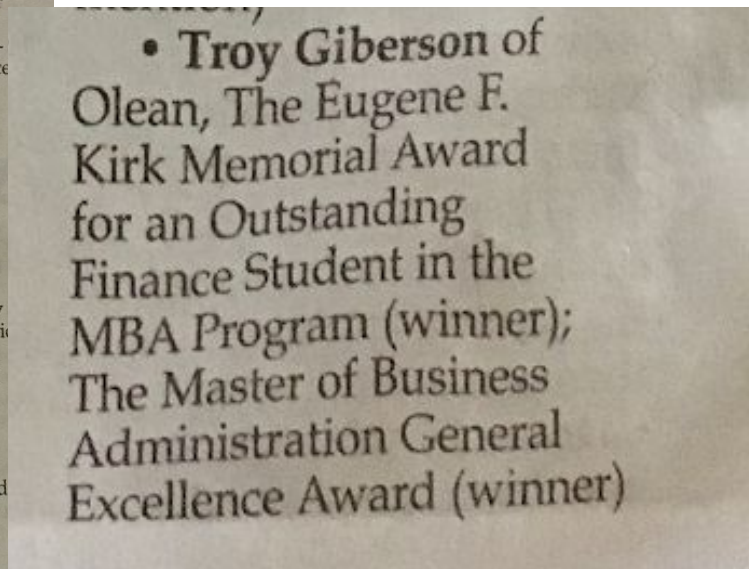 • Troy Giberson of
Olean, The Eugene F.
Kirk Memorial Award
for an Outstanding
Finance Student in the
MBA Program (winner);
The Master of Business
Administration General
Excellence Award (winner)